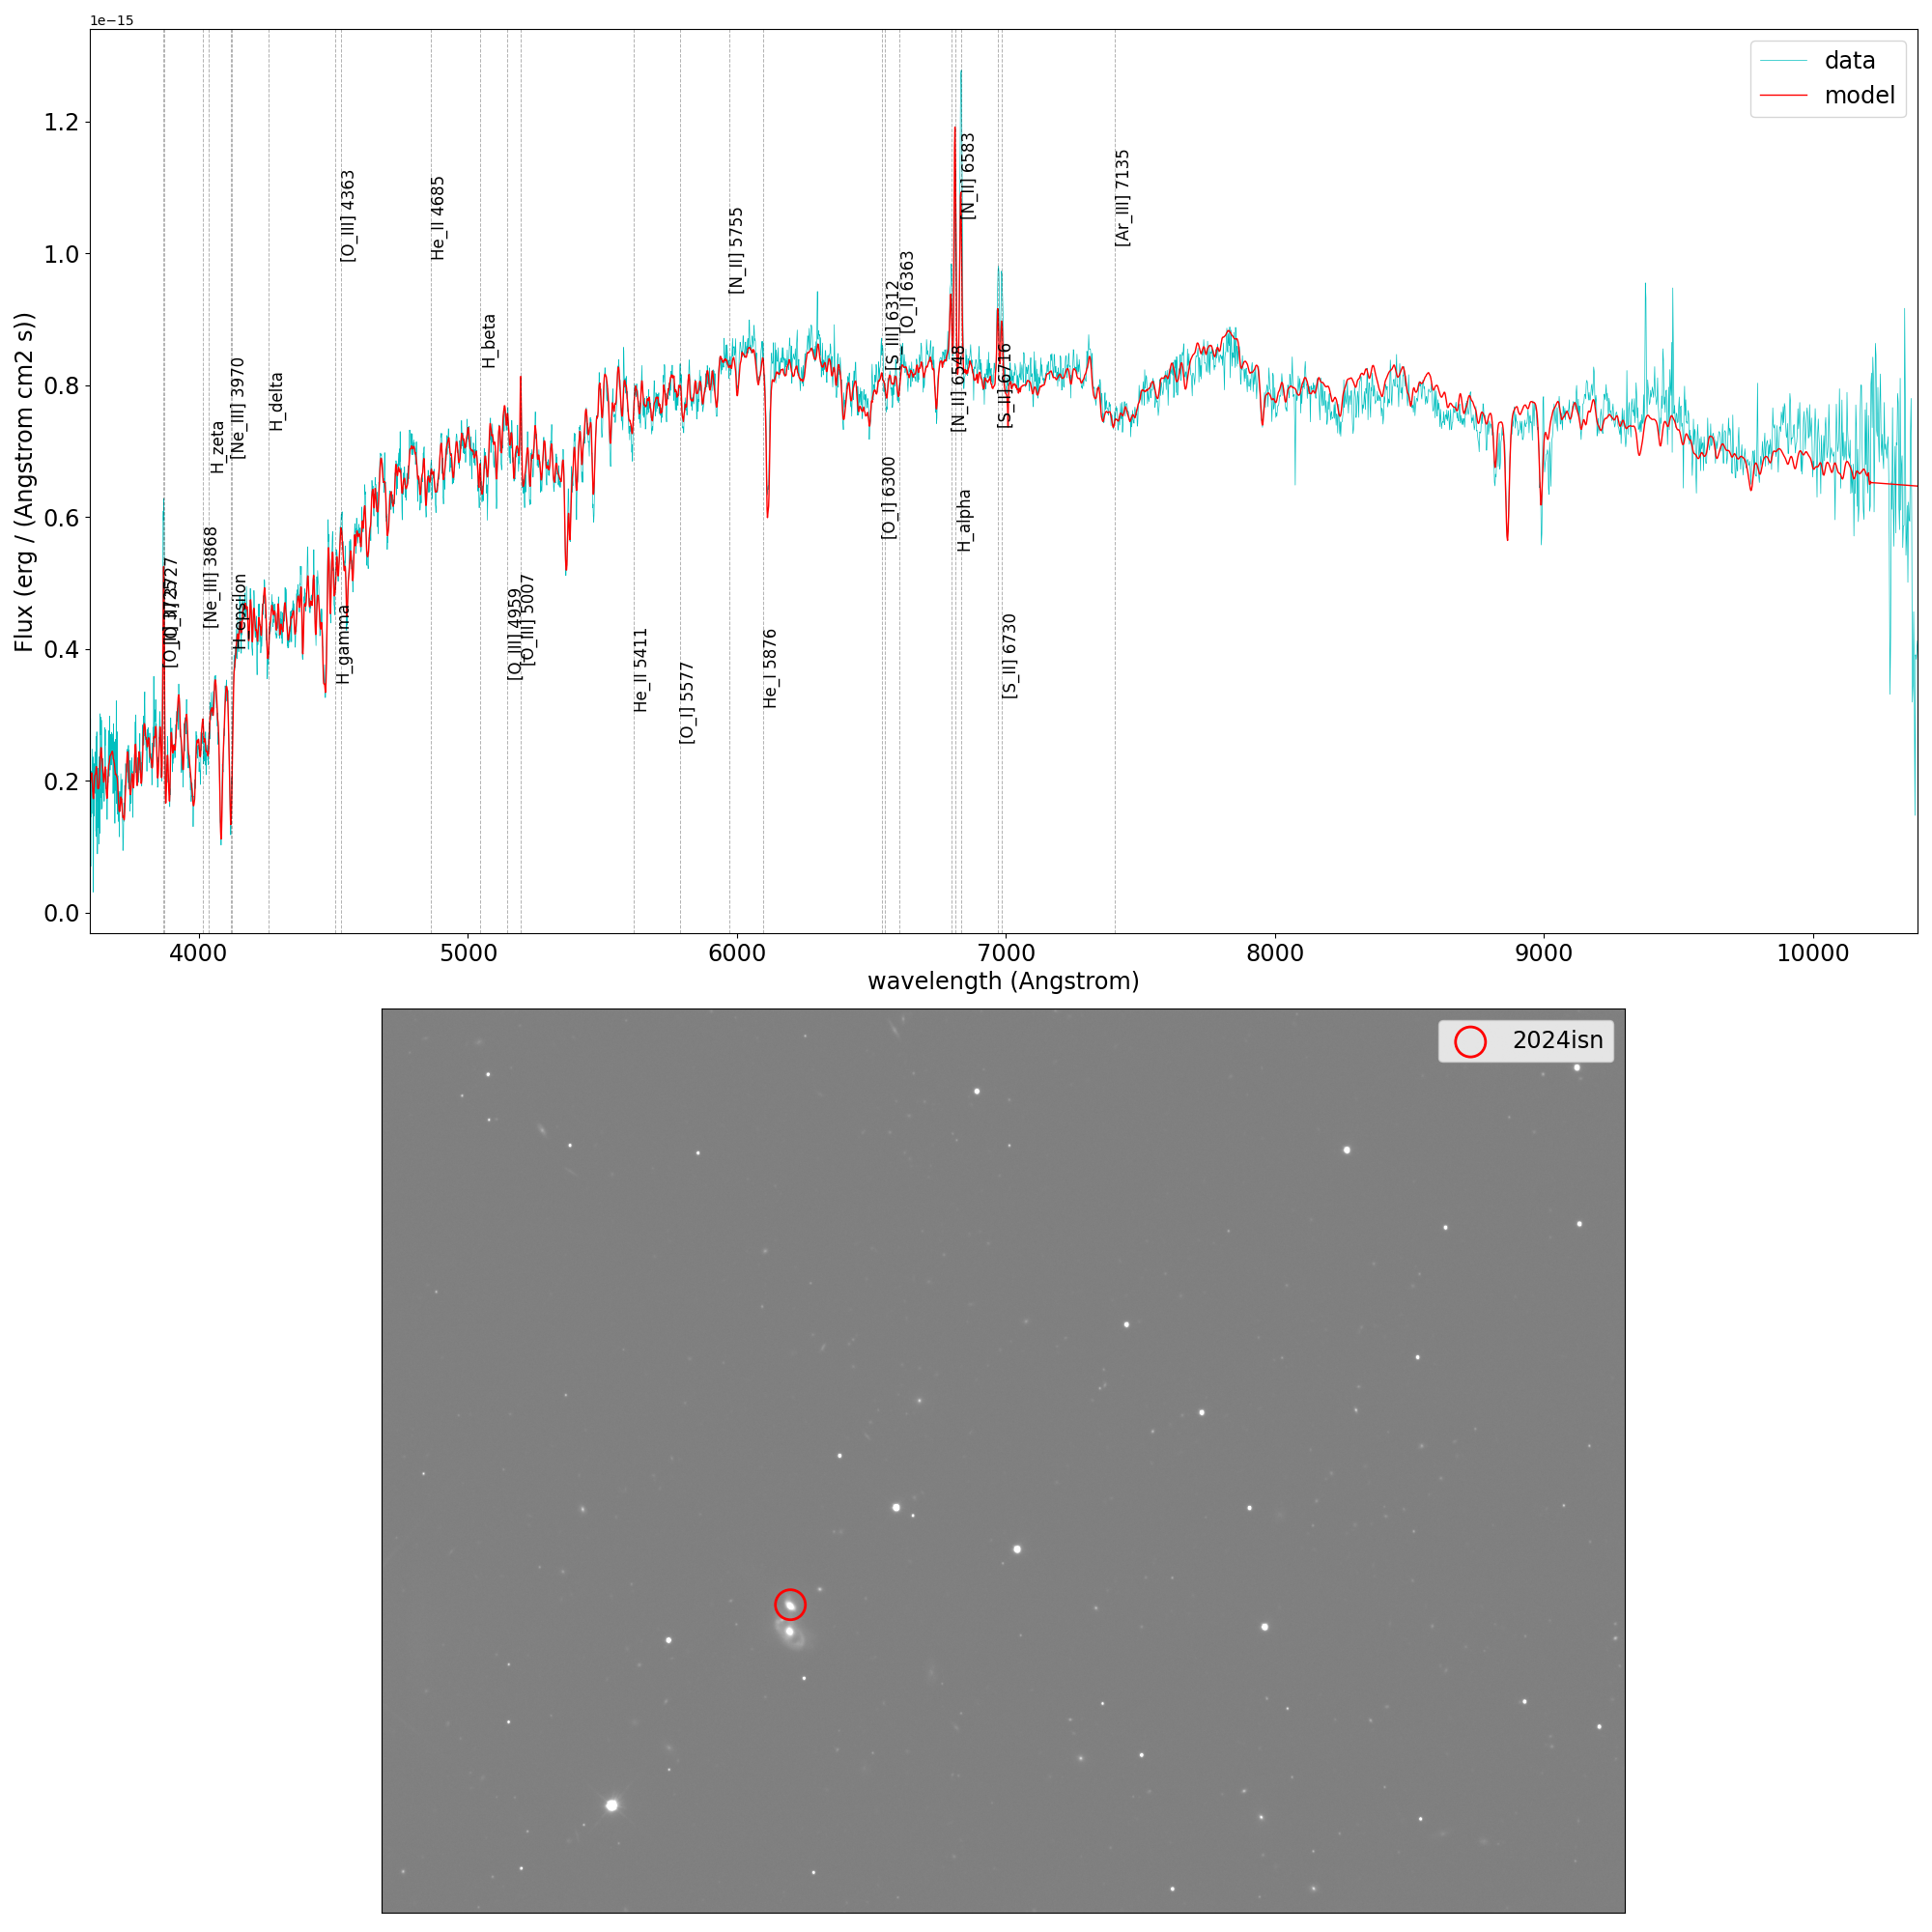 1e−15
data
model
Flux (erg / (Angstrom cm2 s))
1.2
1.0
0.8
0.6
0.4
0.2
0.0
[O_II] 3727
[Ne_III] 3868
H_zeta
[Ne_III] 3970
H_epsilon
H_delta
H_gamma
[O_III] 4363
He_II 4685
H_beta
[O_III] 4959
[O_III] 5007
He_II 5411
[O_I] 5577
[N_II] 5755
He_I 5876
[O_I] 6300
[S_III] 6312
[O_I] 6363
[N_II] 6548
H_alpha
[N_II] 6583
[S_II] 6716
[S_II] 6730
[Ar_III] 7135
4000
5000
6000
7000
8000
9000
10000
wavelength (Angstrom)
2024isn